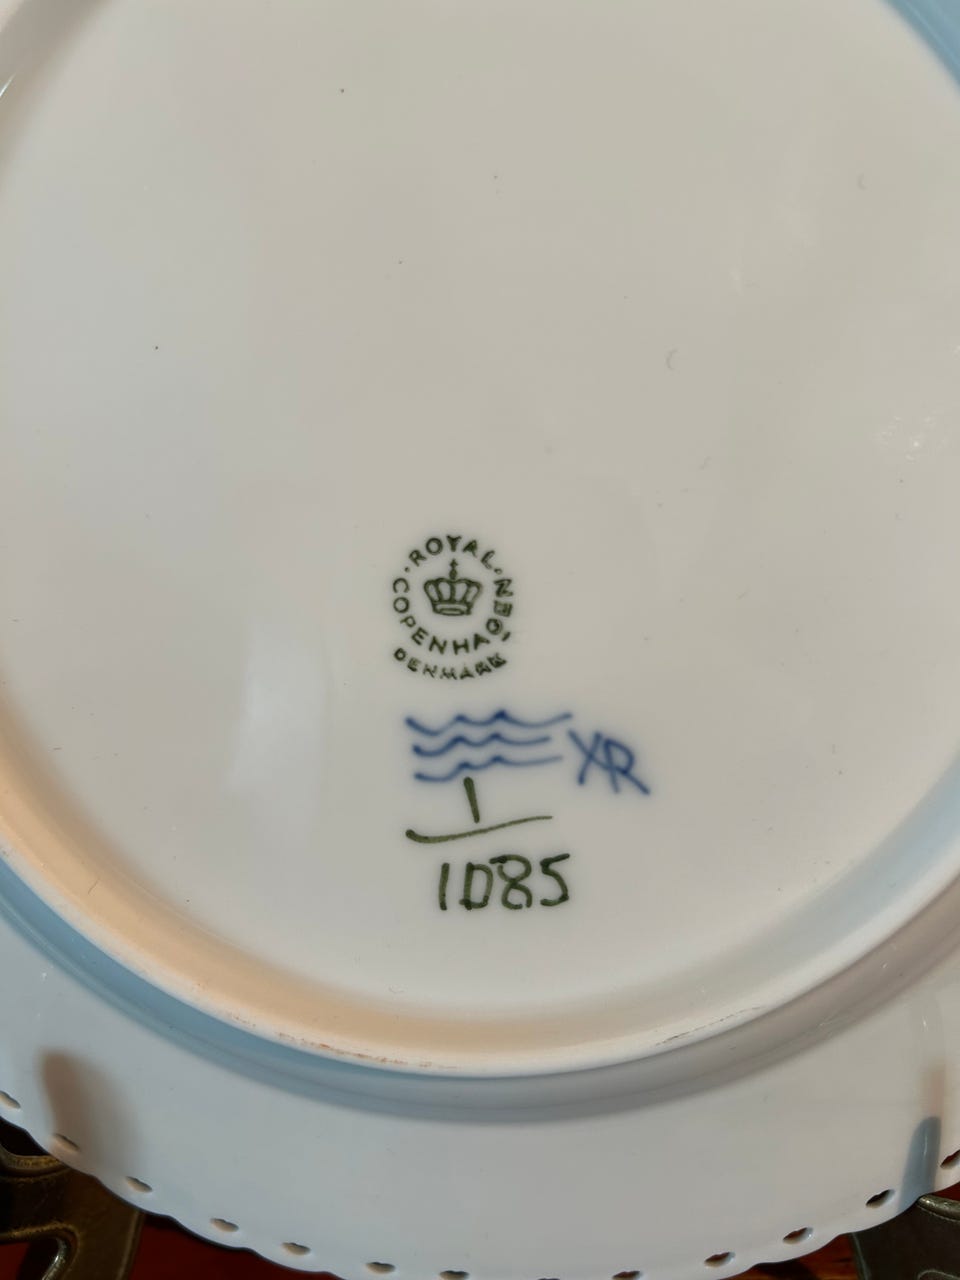 ROYAL
COPENHAGEN
DENMARK
XR
1
1085